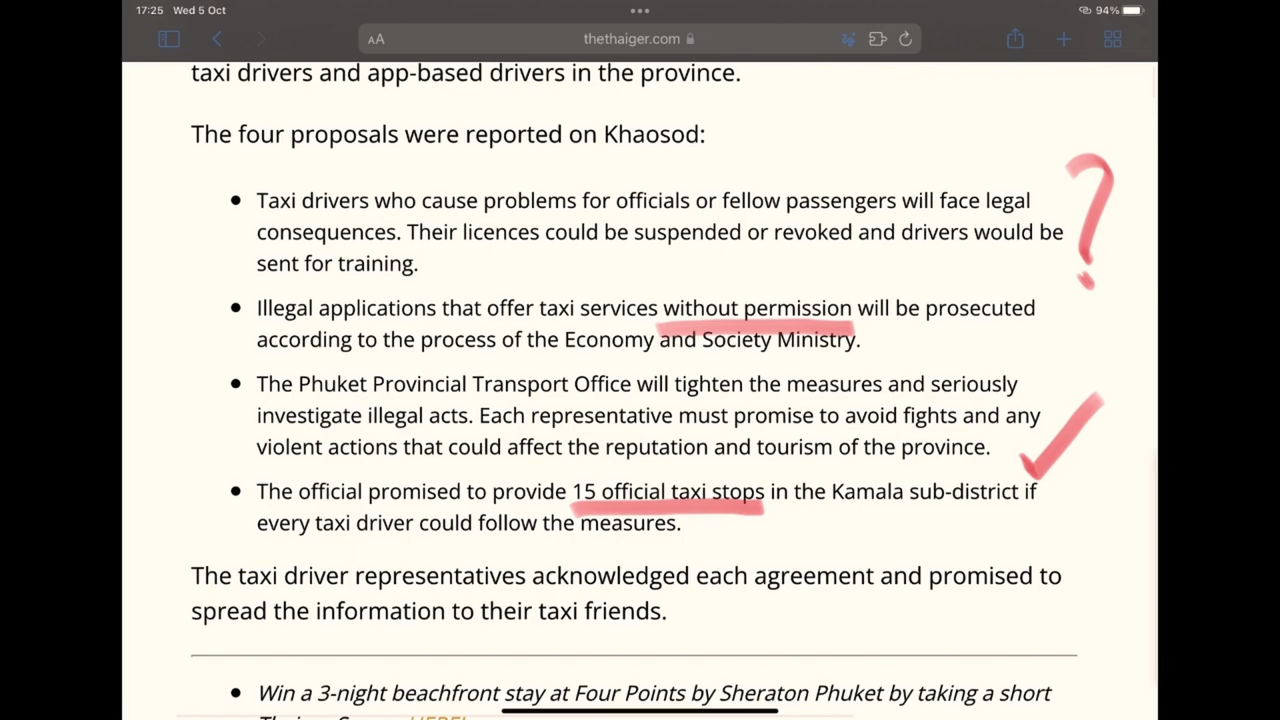 17:25 Wed 5 Oct
94%
AA
thethaiger.com
taxi drivers and app-based drivers in the province.
The four proposals were reported on Khaosod:
Taxi drivers who cause problems for officials or fellow passengers will face legal
consequences. Their licences could be suspended or revoked and drivers would be
sent for training.
?
Illegal applications that offer taxi services without permission will be prosecuted
according to the process of the Economy and Society Ministry.
The Phuket Provincial Transport Office will tighten the measures and seriously
investigate illegal acts. Each representative must promise to avoid fights and any
violent actions that could affect the reputation and tourism of the province.
The official promised to provide 15 official taxi stops in the Kamala sub-district if
every taxi driver could follow the measures.
The taxi driver representatives acknowledged each agreement and promised to
spread the information to their taxi friends.
Win a 3-night beachfront stay at Four Points by Sheraton Phuket by taking a short